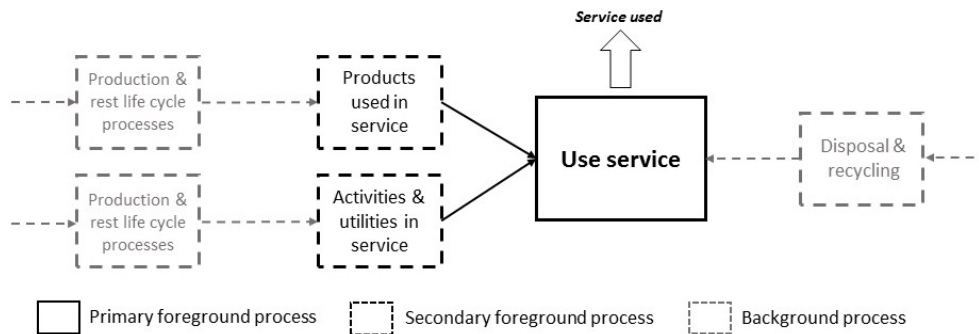 Service used
Production &
rest life cycle
processes
Products
used in
service
Use service
Disposal &
recycling
Production &
rest life cycle
processes
Activities &
utilities in
service
Primary foreground process
Secondary foreground process
Background process